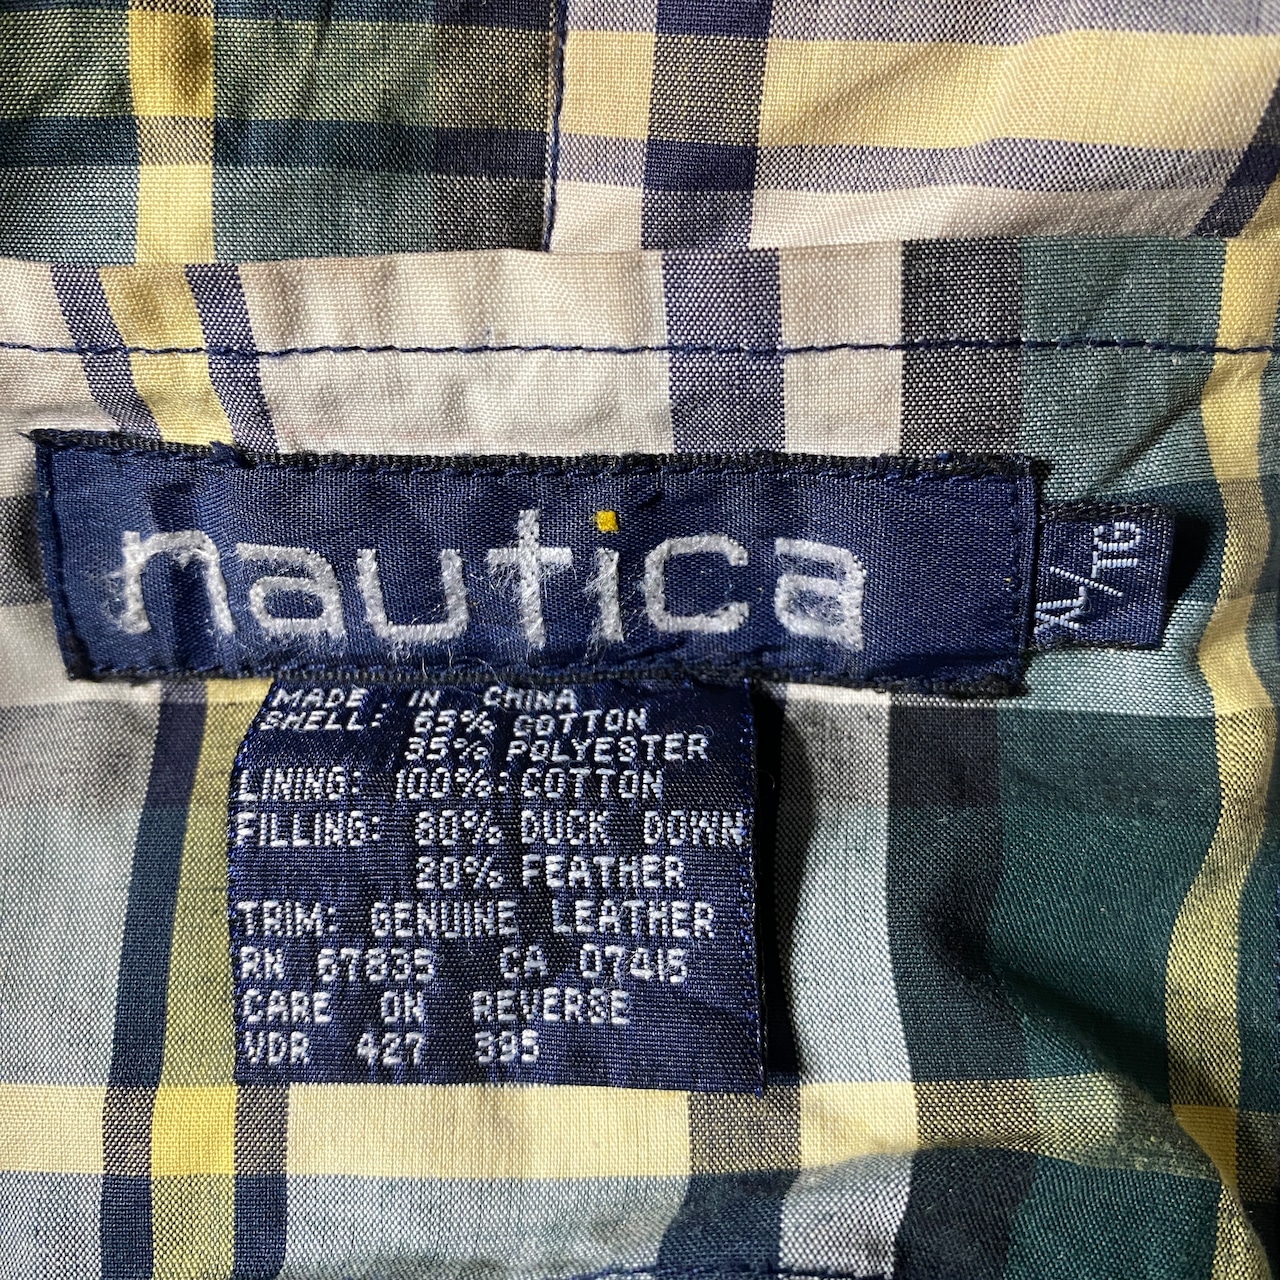 nautica
XL/TG
MADE IN CHINA
SHELL: 65% COTTON
35% POLYESTER
LINING: 100% COTTON
FILLING: 80% DUCK DOWN
20% FEATHER
TRIM: GENUINE LEATHER
RN 67835 CA 07415
CARE ON REVERSE
VDR 427 395